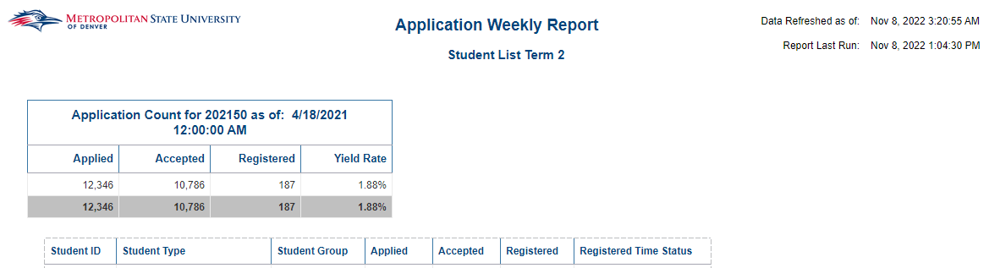 METROPOLITAN STATE UNIVERSITY
OF DENVER
Application Weekly Report
Student List Term 2
Data Refreshed as of: Nov 8, 2022 3:20:55 AM
Report Last Run: Nov 8, 2022 1:04:30 PM
Application Count for 202150 as of: 4/18/2021
12:00:00 AM
Applied Accepted Registered Yield Rate
12,346 10,786 187 1.88%
12,346 10,786 187 1.88%
Student ID Student Type Student Group Applied Accepted Registered Registered Time Status